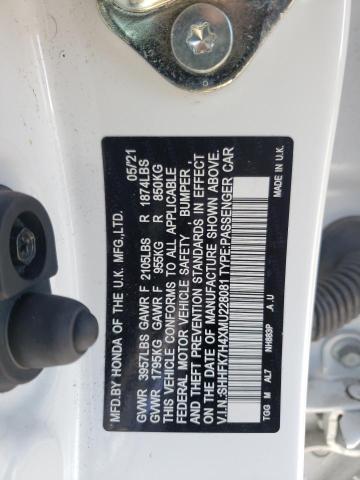 MFD.BY HONDA OF THE U.K. MFG.,LTD. 05/'21
GVWR 3957LBS GAWR F 2105LBS R 1874LBS
GVWR 1795KG GAWR F 955KG R 850KG
THIS VEHICLE CONFORMS TO ALL APPLICABLE
FEDERAL MOTOR VEHICLE SAFETY, BUMPER,
AND THEFT PREVENTION STANDARDS IN EFFECT
ON THE DATE OF MANUFACTURE SHOWN ABOVE.
V.I.N.:SHHFK7H4XMU228081 TYPE:PASSENGER CAR
TGG M AL7 NH883P A .U MADE IN U.K.